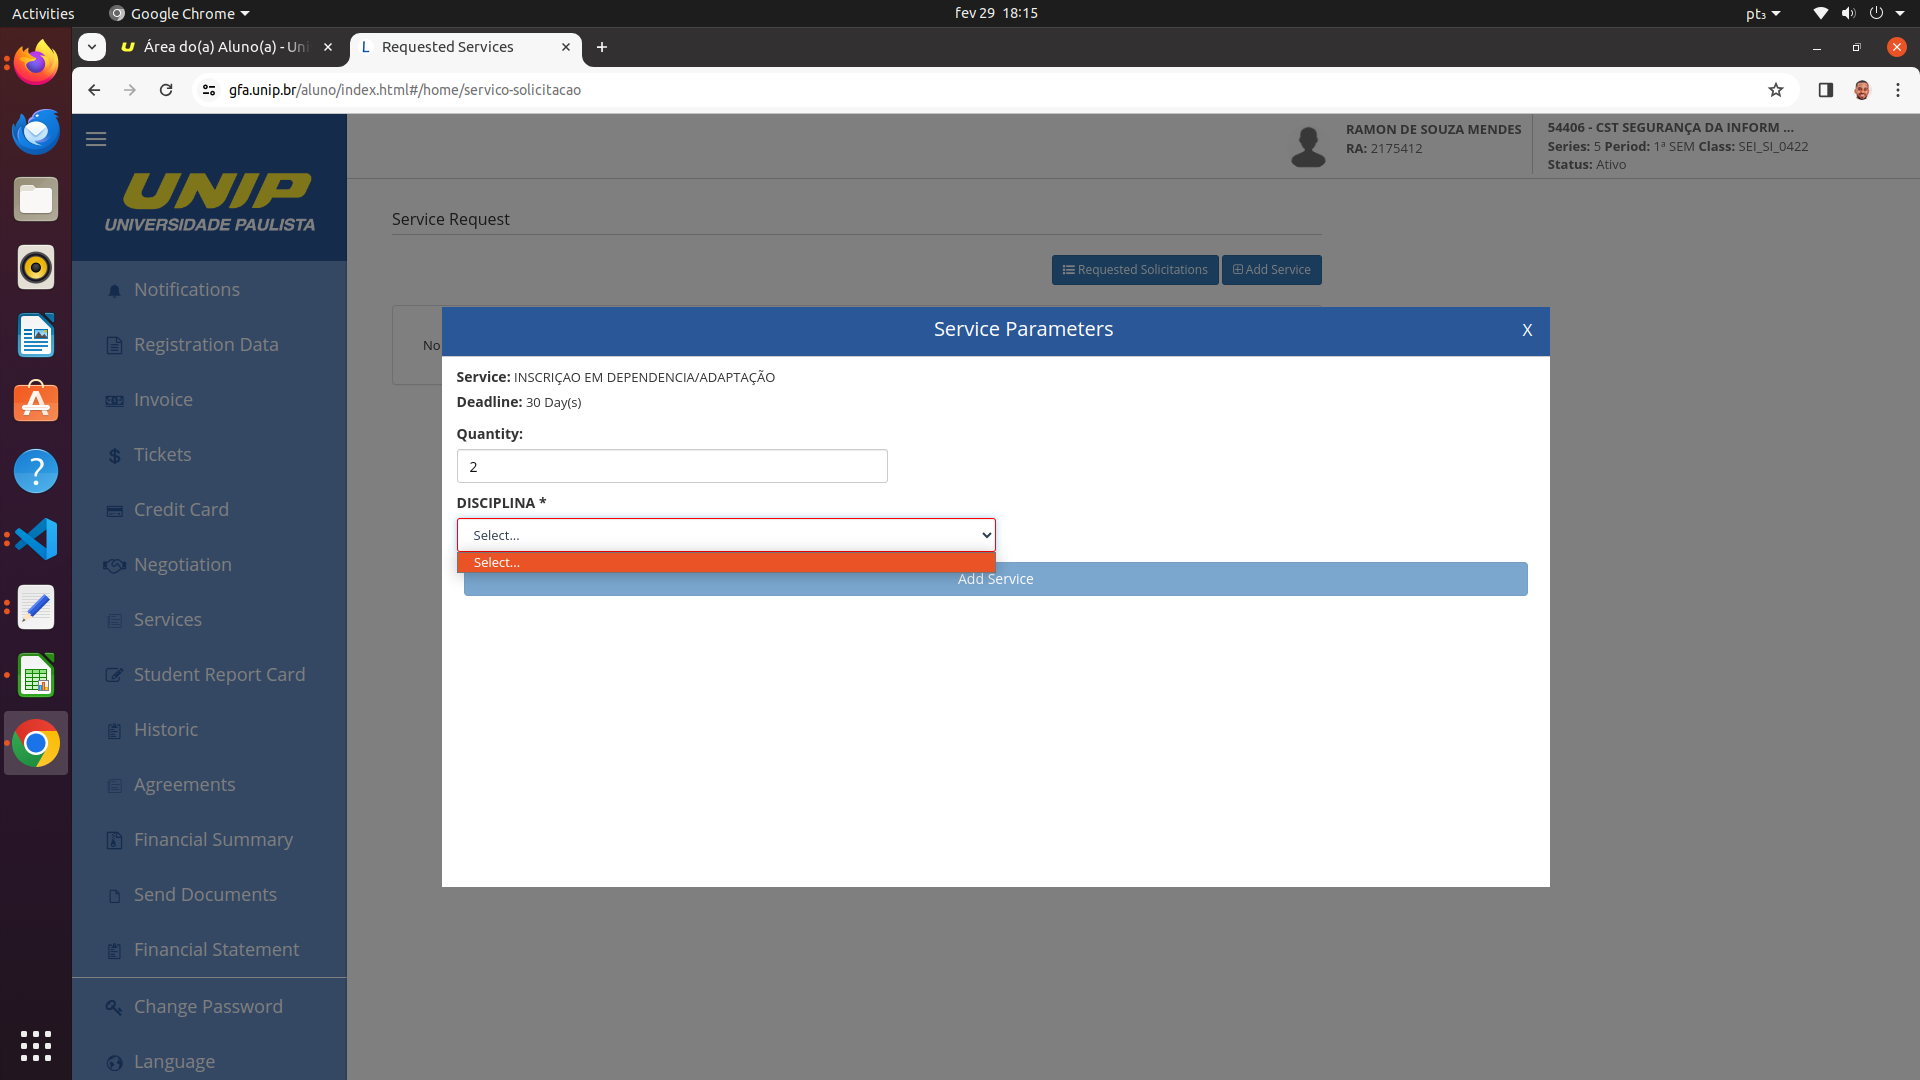 Activities
Google Chrome
fev 29 18:15
pt₃
Área do(a) Aluno(a) - Uni
Requested Services
gfa.unip.br/aluno/index.html#/home/servico-solicitacao
UNIP
UNIVERSIDADE PAULISTA
RAMON DE SOUZA MENDES
RA: 2175412
54406 - CST SEGURANÇA DA INFORM ...
Series: 5 Period: 1ª SEM Class: SEI_SI_0422
Status: Ativo
Notifications
Registration Data
Invoice
Tickets
Credit Card
Negotiation
Services
Student Report Card
Historic
Agreements
Financial Summary
Send Documents
Financial Statement
Change Password
Language
Service Request
Requested Solicitations
Add Service
No
Service Parameters
X
Service: INSCRIÇAO EM DEPENDENCIA/ADAPTAÇÃO
Deadline: 30 Day(s)
Quantity:
2
DISCIPLINA *
Select...
Select...
Add Service